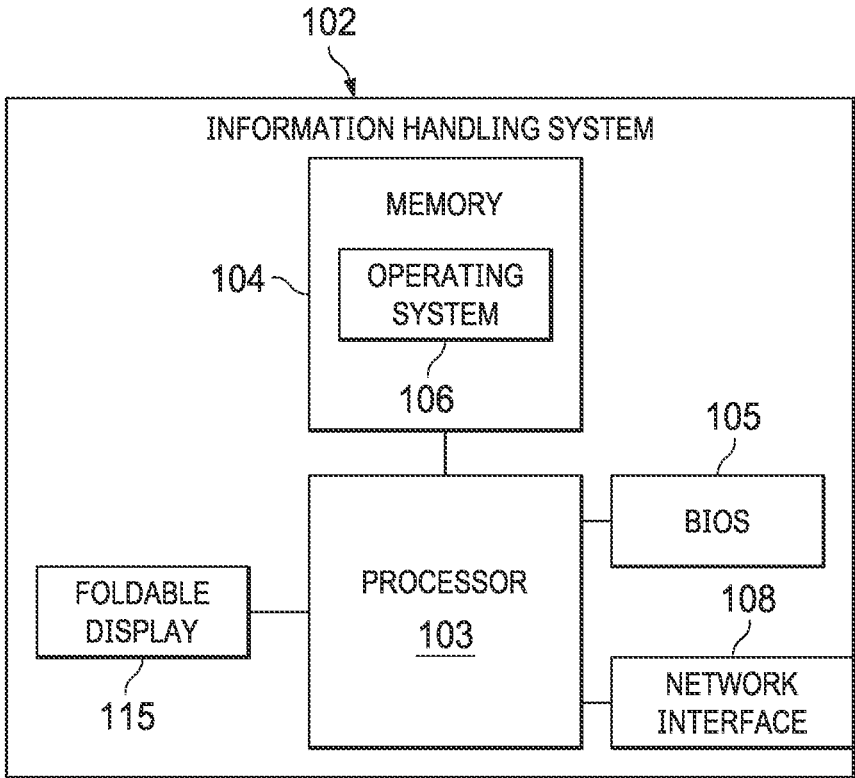 102
INFORMATION HANDLING SYSTEM
MEMORY
104
OPERATING
SYSTEM
106
105
BIOS
PROCESSOR
103
FOLDABLE
DISPLAY
115
108
NETWORK
INTERFACE